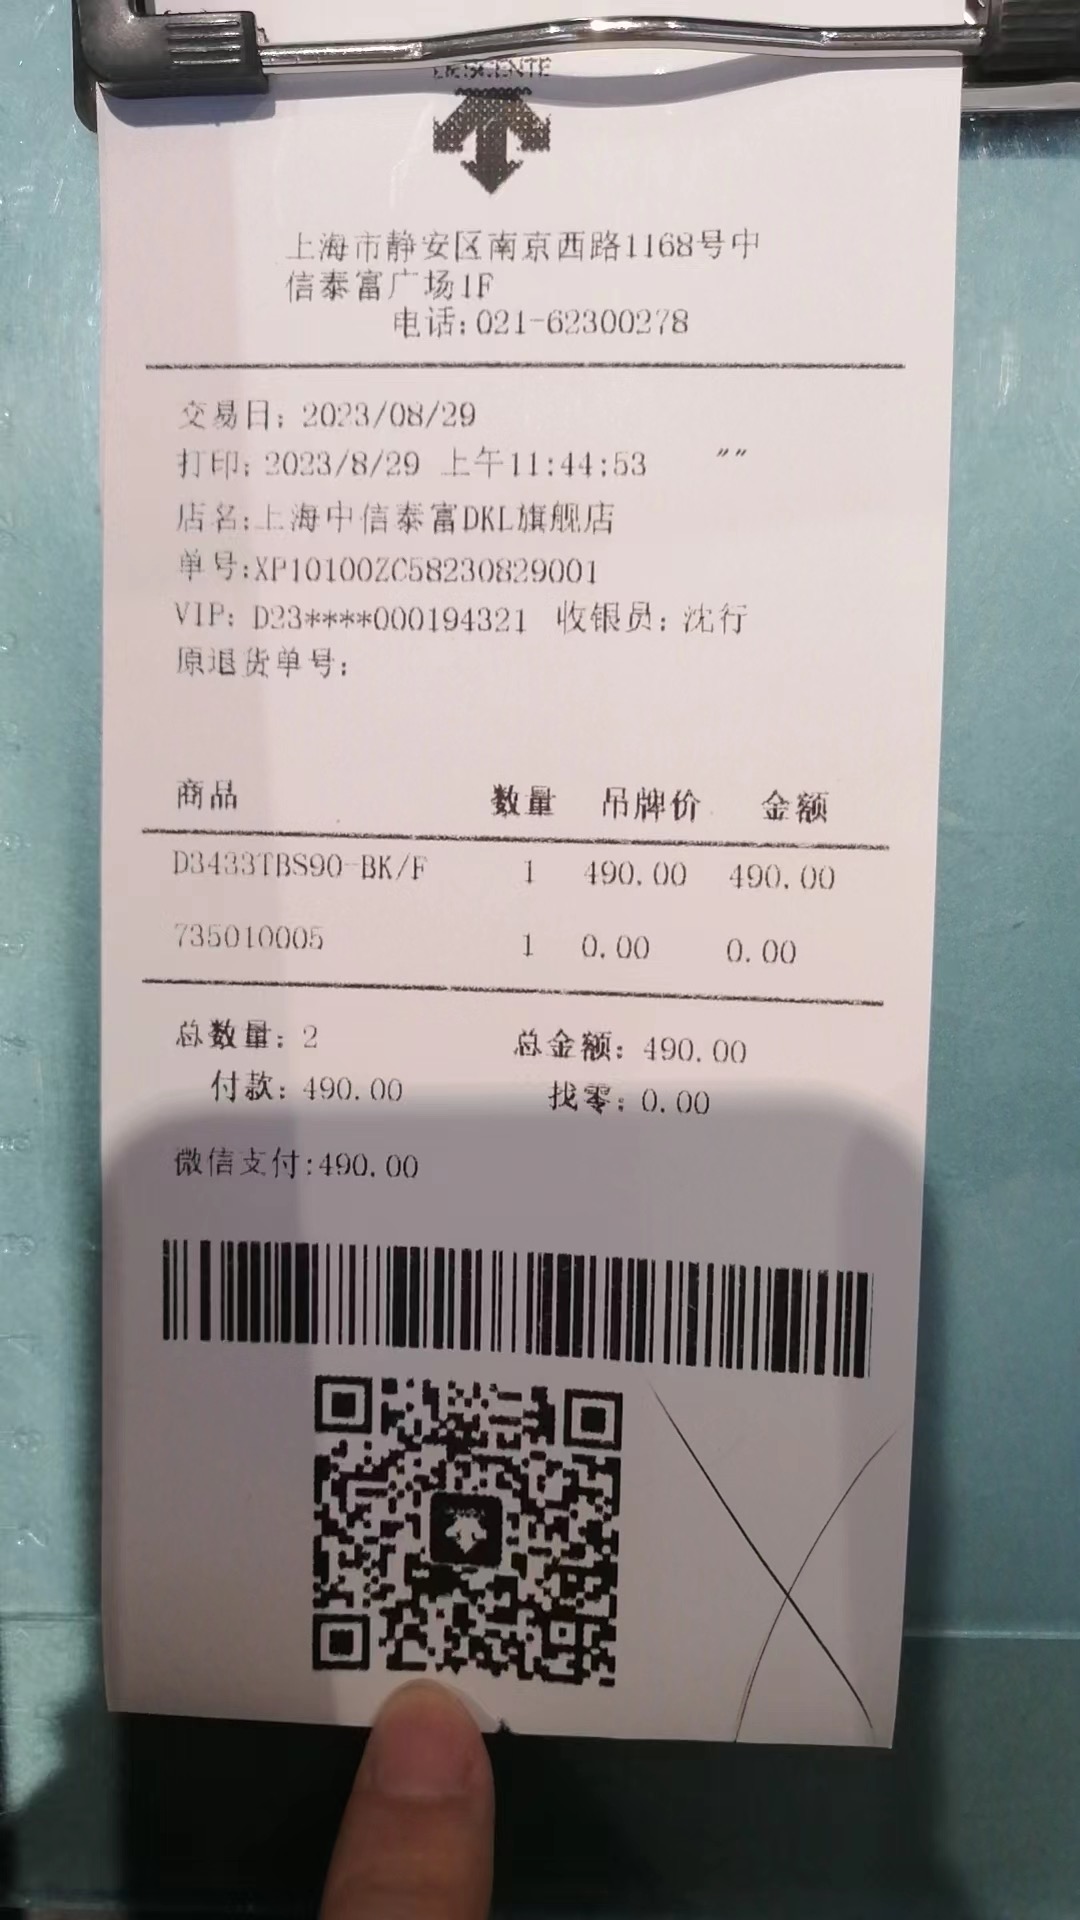 DESCENTE
上海市静安区南京西路1168号中
信泰富广场1F
电话:021-62300278
交易日: 2023/08/29
打印: 2023/8/29 上午11:44:53 ""
店名:上海中信泰富DKL旗舰店
单号:XP10100ZC58230829001
VIP: D23****000194321 收银员: 沈行
原退货单号:
商品 数量 吊牌价 金额
D3433TBS90-BK/F 1 490.00 490.00
735010005 1 0.00 0.00
总数量: 2 总金额: 490.00
付款: 490.00 找零: 0.00
微信支付:490.00